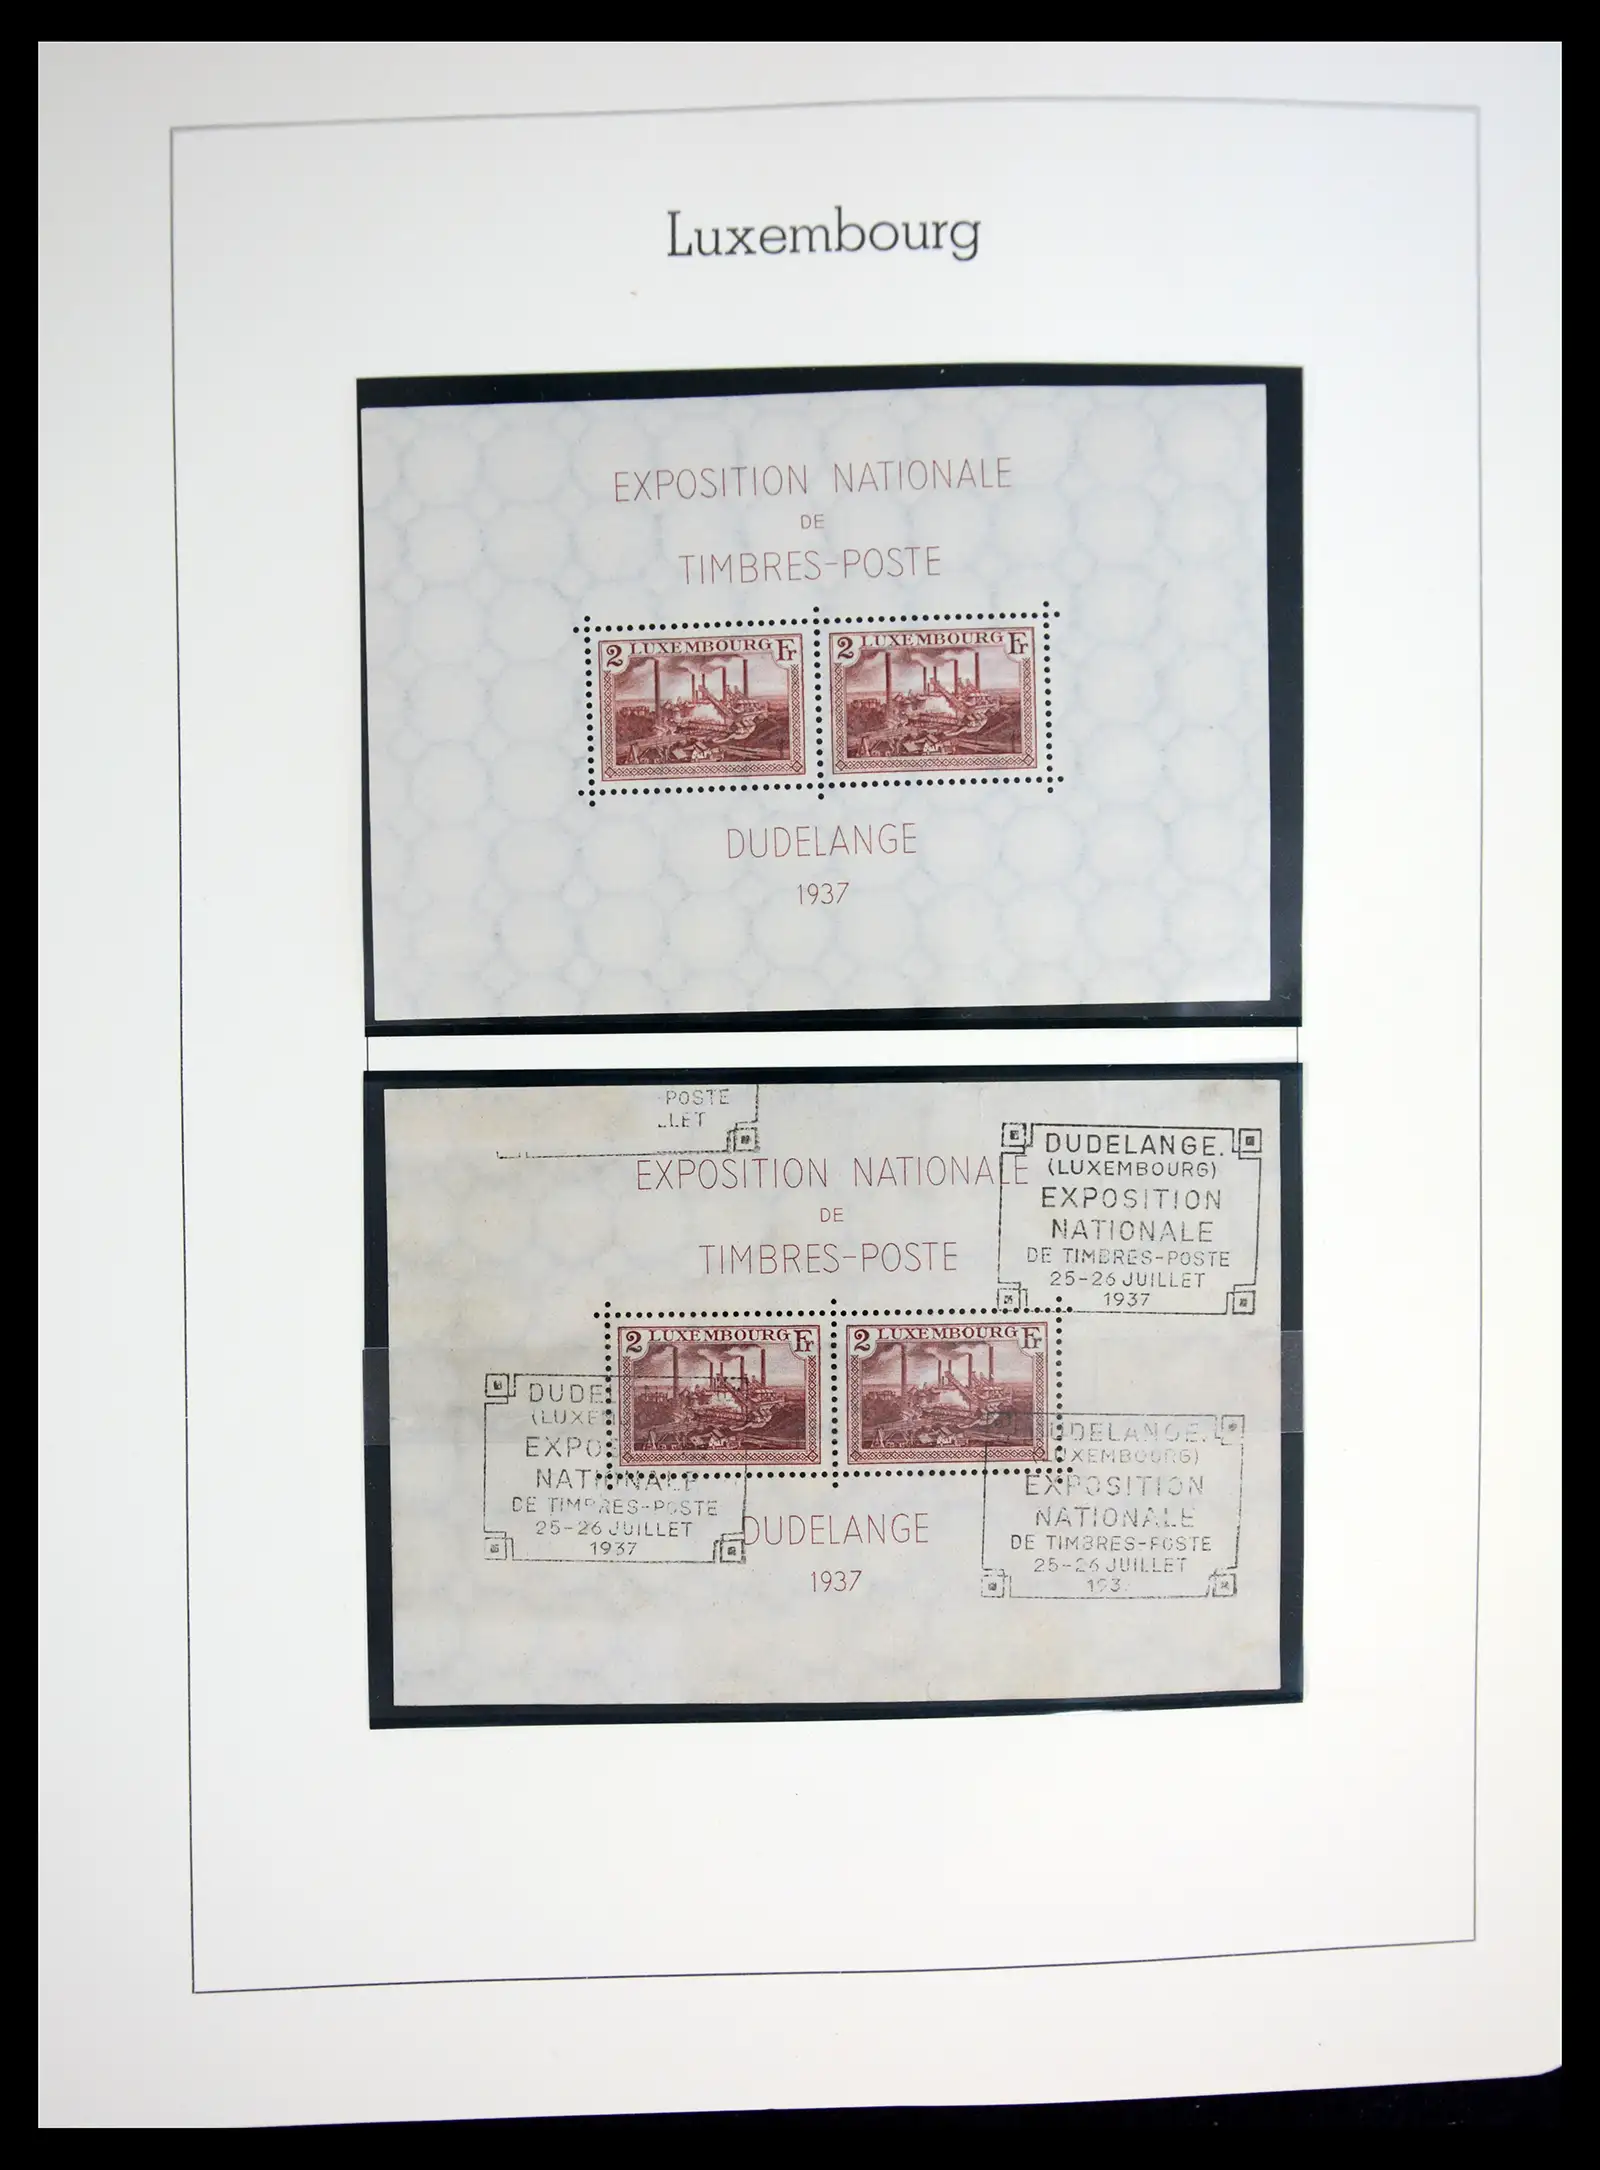 Luxembourg
EXPOSITION NATIONALE
DE
TIMBRES-POSTE
2 LUXEMBOURG Fr
2 LUXEMBOURG Fr
DUDELANGE
1937
-POSTE
LLET
EXPOSITION NATIONALE
DE
TIMBRES-POSTE
DUDELANGE.
(LUXEMBOURG)
EXPOSITION
NATIONALE
DE TIMBRES-POSTE
25-26 JUILLET
1937
2 LUXEMBOURG Fr
2 LUXEMBOURG Fr
DUDE
(LUXE
EXPO
NATIONALE
DE TIMBRES-POSTE
25-26 JUILLET
1937
UDELANGE.
(LUXEMBOURG)
EXPOSITION
NATIONALE
DE TIMBRES-POSTE
25-26 JUILLET
193
DUDELANGE
1937